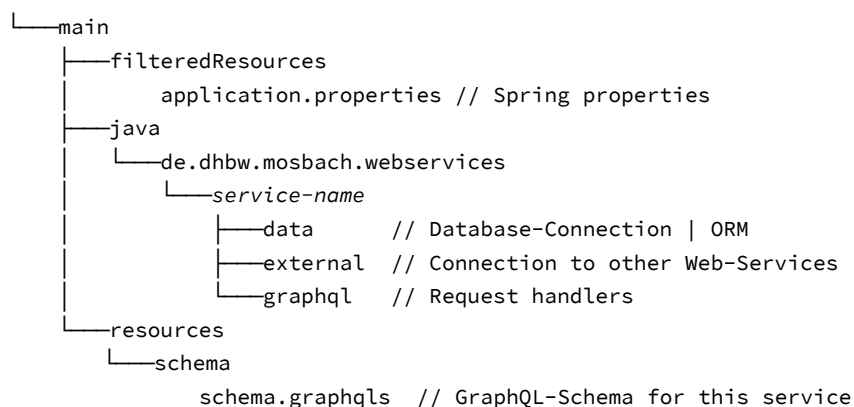 └───main
    ├───filteredResources
    │       application.properties // Spring properties
    ├───java
    │   └───de.dhbw.mosbach.webservices
    │       └───service-name
    │           ├───data      // Database-Connection | ORM
    │           ├───external  // Connection to other Web-Services
    │           └───graphql   // Request handlers
    └───resources
        └───schema
                schema.graphqls  // GraphQL-Schema for this service